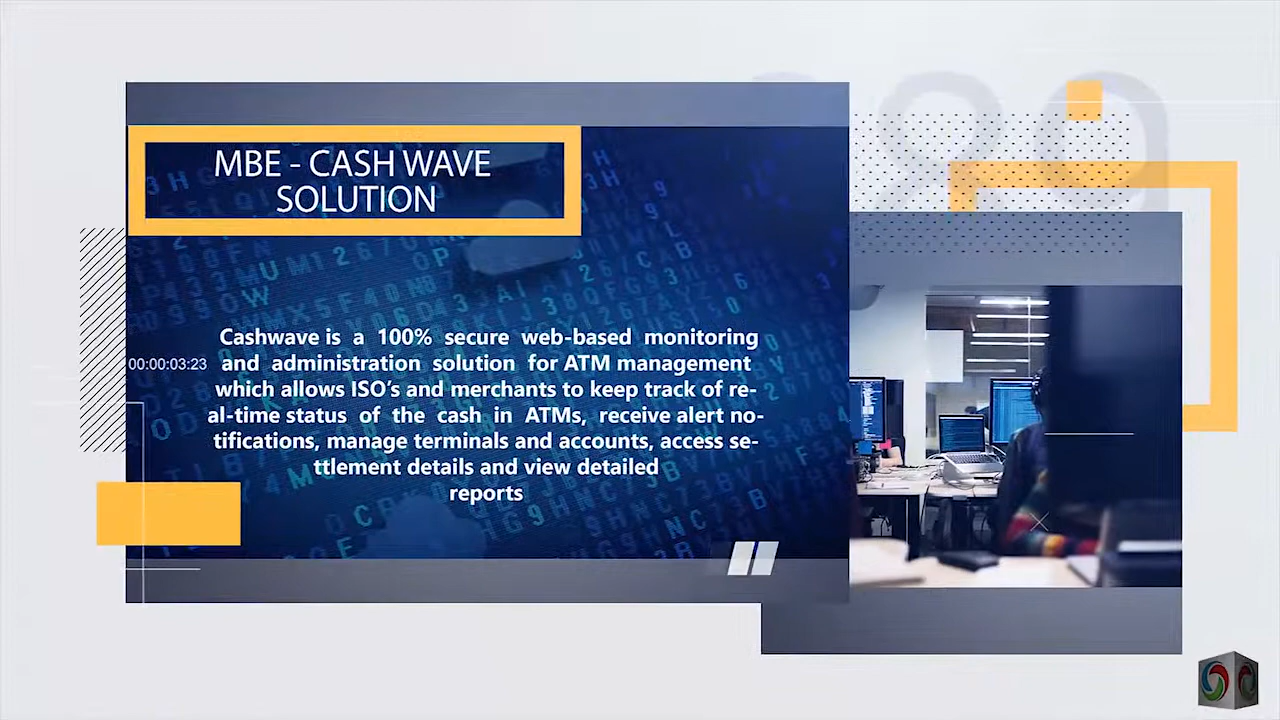 MBE - CASH WAVE
SOLUTION
Cashwave is a 100% secure web-based monitoring
00:00:03:23
and administration solution for ATM management
which allows ISO’s and merchants to keep track of re-
al-time status of the cash in ATMs, receive alert no-
tifications, manage terminals and accounts, access se-
ttlement details and view detailed
reports